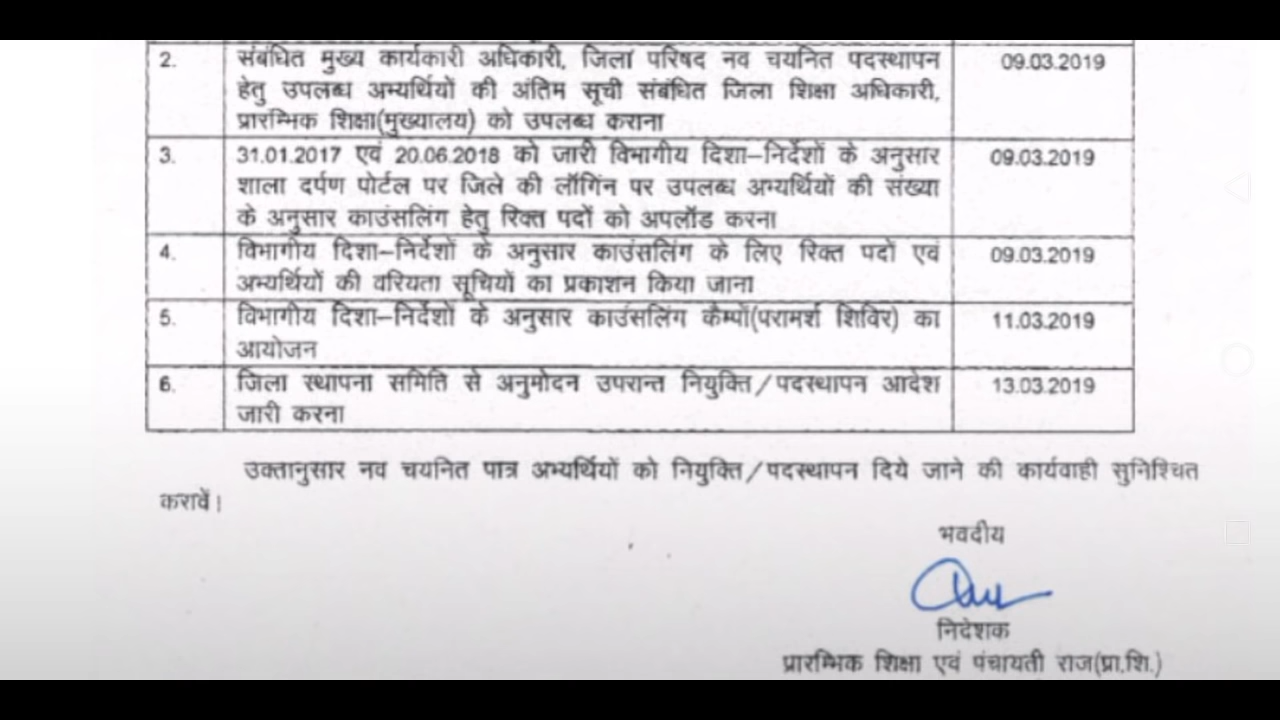 2. संबंधित मुख्य कार्यकारी अधिकारी, जिला परिषद नव चयनित पदस्थापन 09.03.2019
हेतु उपलब्ध अभ्यर्थियों की अंतिम सूची संबंधित जिला शिक्षा अधिकारी,
प्रारम्भिक शिक्षा(मुख्यालय) को उपलब्ध कराना
3. 31.01.2017 एवं 20.06.2018 को जारी विभागीय दिशा–निर्देशों के अनुसार 09.03.2019
शाला दर्पण पोर्टल पर जिले की लॉगिन पर उपलब्ध अभ्यर्थियों की संख्या
के अनुसार काउंसलिंग हेतु रिक्त पदों को अपलोड करना
4. विभागीय दिशा–निर्देशों के अनुसार काउंसलिंग के लिए रिक्त पदों एवं 09.03.2019
अभ्यर्थियों की वरियता सूचियों का प्रकाशन किया जाना
5. विभागीय दिशा–निर्देशों के अनुसार काउंसलिंग कैम्पों(परामर्श शिविर) का 11.03.2019
आयोजन
6. जिला स्थापना समिति से अनुमोदन उपरान्त नियुक्ति/पदस्थापन आदेश 13.03.2019
जारी करना
उक्तानुसार नव चयनित पात्र अभ्यर्थियों को नियुक्ति/पदस्थापन दिये जाने की कार्यवाही सुनिश्चित
करावें।
भवदीय
निदेशक
प्रारम्भिक शिक्षा एवं पंचायती राज(प्रा.शि.)